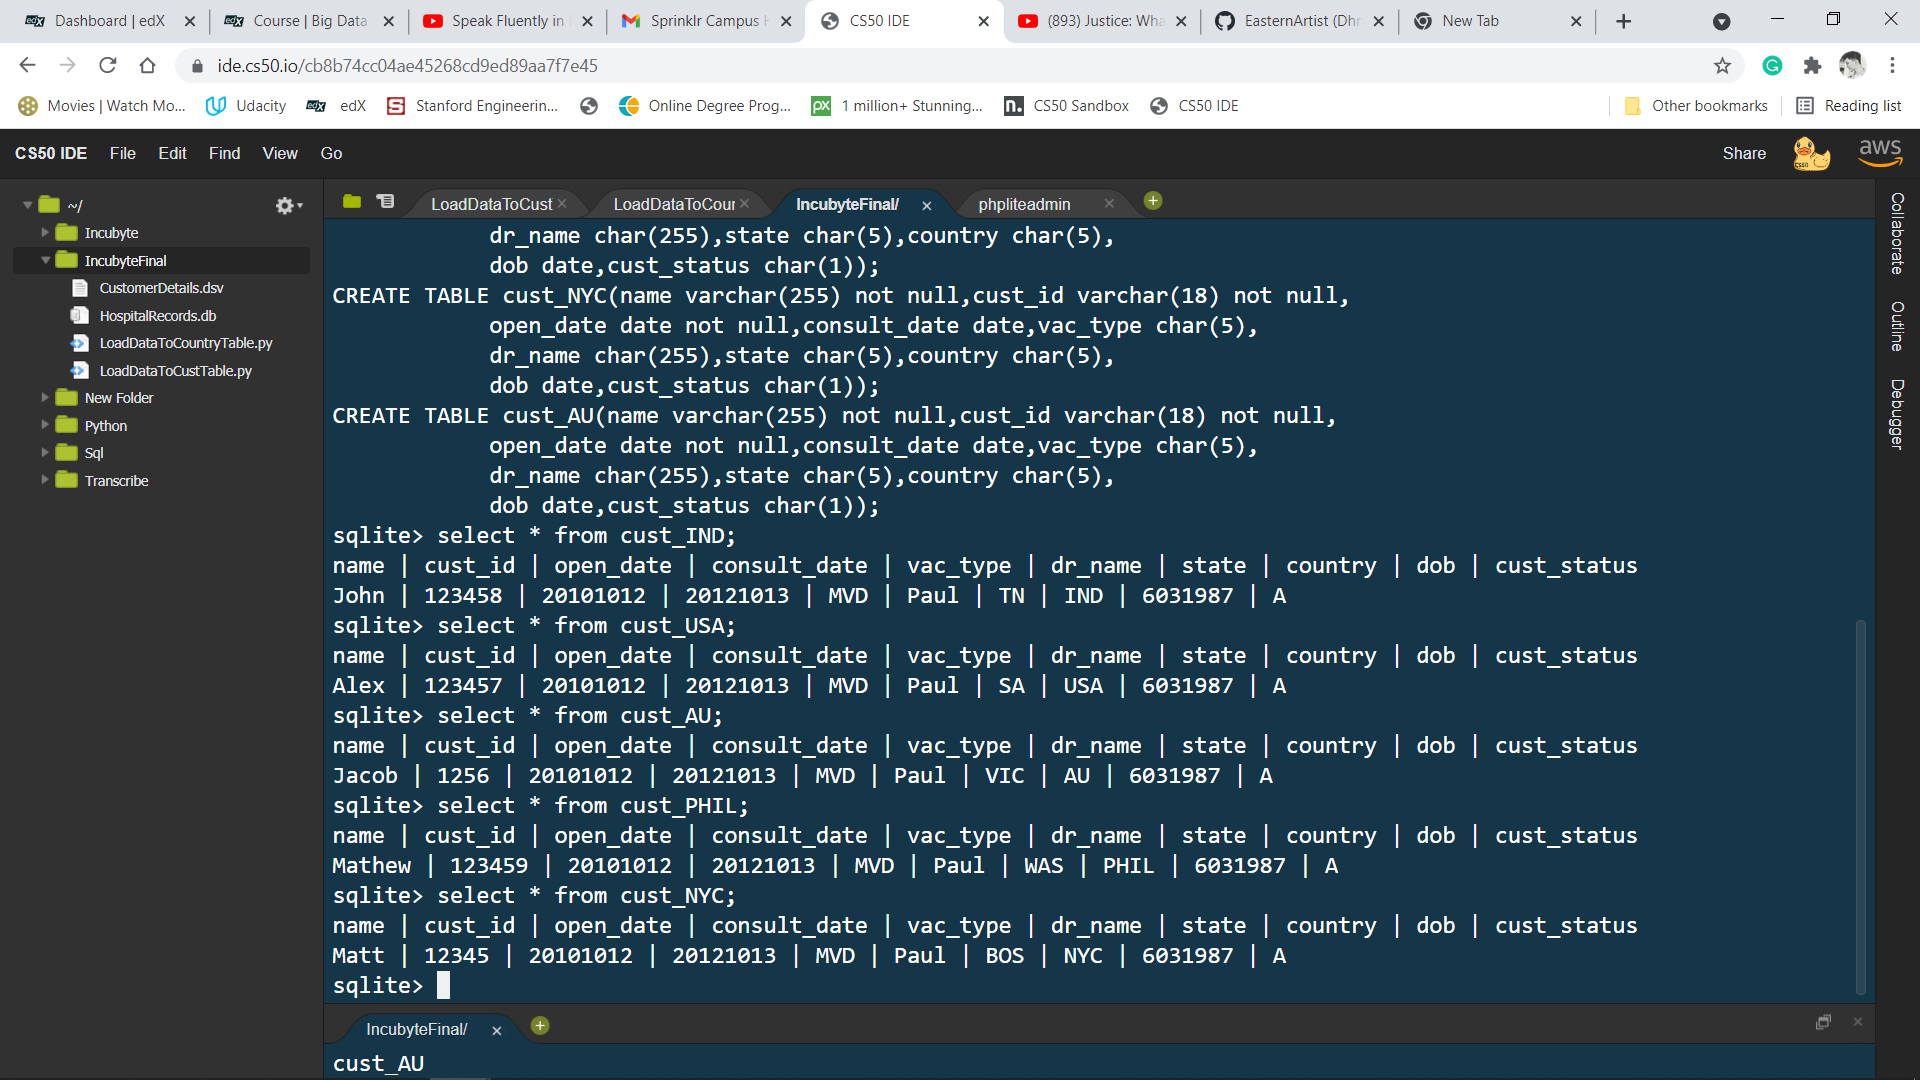 Dashboard | edX
Course | Big Data
Speak Fluently in
Sprinklr Campus
CS50 IDE
(893) Justice: Wha
EasternArtist (Dhr
New Tab
ide.cs50.io/cb8b74cc04ae45268cd9ed89aa7f7e45
Movies | Watch Mo...
Udacity
edX
Stanford Engineerin...
Online Degree Prog...
1 million+ Stunning...
CS50 Sandbox
CS50 IDE
Other bookmarks
Reading list
CS50 IDE File Edit Find View Go
Share
aws
~/
Incubyte
IncubyteFinal
CustomerDetails.dsv
HospitalRecords.db
LoadDataToCountryTable.py
LoadDataToCustTable.py
New Folder
Python
Sql
Transcribe
LoadDataToCust
LoadDataToCour
IncubyteFinal/
phpliteadmin
dr_name char(255),state char(5),country char(5),
dob date,cust_status char(1));
CREATE TABLE cust_NYC(name varchar(255) not null,cust_id varchar(18) not null,
open_date date not null,consult_date date,vac_type char(5),
dr_name char(255),state char(5),country char(5),
dob date,cust_status char(1));
CREATE TABLE cust_AU(name varchar(255) not null,cust_id varchar(18) not null,
open_date date not null,consult_date date,vac_type char(5),
dr_name char(255),state char(5),country char(5),
dob date,cust_status char(1));
sqlite> select * from cust_IND;
name | cust_id | open_date | consult_date | vac_type | dr_name | state | country | dob | cust_status
John | 123458 | 20101012 | 20121013 | MVD | Paul | TN | IND | 6031987 | A
sqlite> select * from cust_USA;
name | cust_id | open_date | consult_date | vac_type | dr_name | state | country | dob | cust_status
Alex | 123457 | 20101012 | 20121013 | MVD | Paul | SA | USA | 6031987 | A
sqlite> select * from cust_AU;
name | cust_id | open_date | consult_date | vac_type | dr_name | state | country | dob | cust_status
Jacob | 1256 | 20101012 | 20121013 | MVD | Paul | VIC | AU | 6031987 | A
sqlite> select * from cust_PHIL;
name | cust_id | open_date | consult_date | vac_type | dr_name | state | country | dob | cust_status
Mathew | 123459 | 20101012 | 20121013 | MVD | Paul | WAS | PHIL | 6031987 | A
sqlite> select * from cust_NYC;
name | cust_id | open_date | consult_date | vac_type | dr_name | state | country | dob | cust_status
Matt | 12345 | 20101012 | 20121013 | MVD | Paul | BOS | NYC | 6031987 | A
sqlite>
IncubyteFinal/
cust_AU
Collaborate
Outline
Debugger